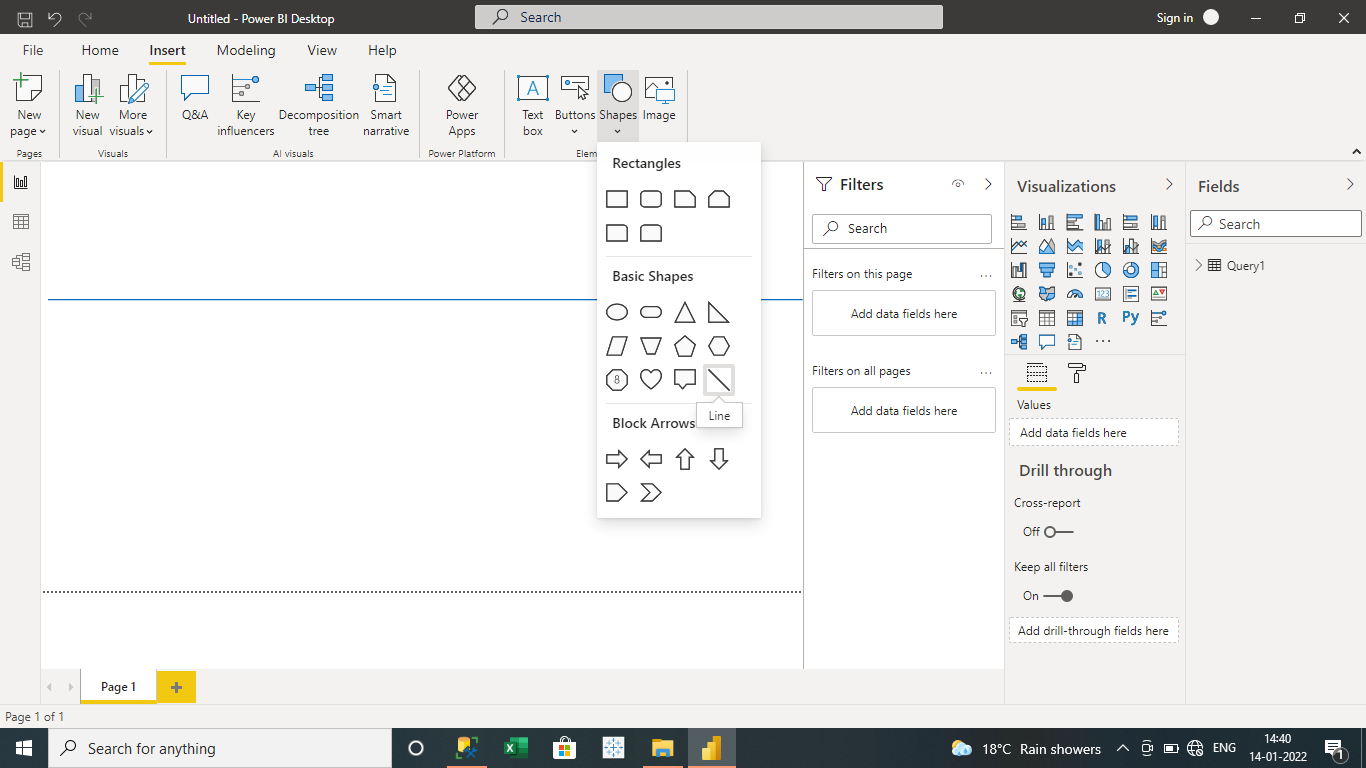 Untitled - Power BI Desktop
Search
Sign in
File
Home
Insert
Modeling
View
Help
New page
New visual
More visuals
Q&A
Key influencers
Decomposition tree
Smart narrative
Power Apps
Text box
Buttons
Shapes
Image
Pages
Visuals
AI visuals
Power Platform
Elem
Rectangles
Basic Shapes
8
Line
Block Arrows
Filters
Search
Filters on this page
...
Add data fields here
Filters on all pages
...
Add data fields here
Visualizations
123
R
Py
...
Values
Add data fields here
Drill through
Cross-report
Off
Keep all filters
On
Add drill-through fields here
Fields
Search
Query1
Page 1
Page 1 of 1
Search for anything
18°C Rain showers
ENG
14:40
14-01-2022
1